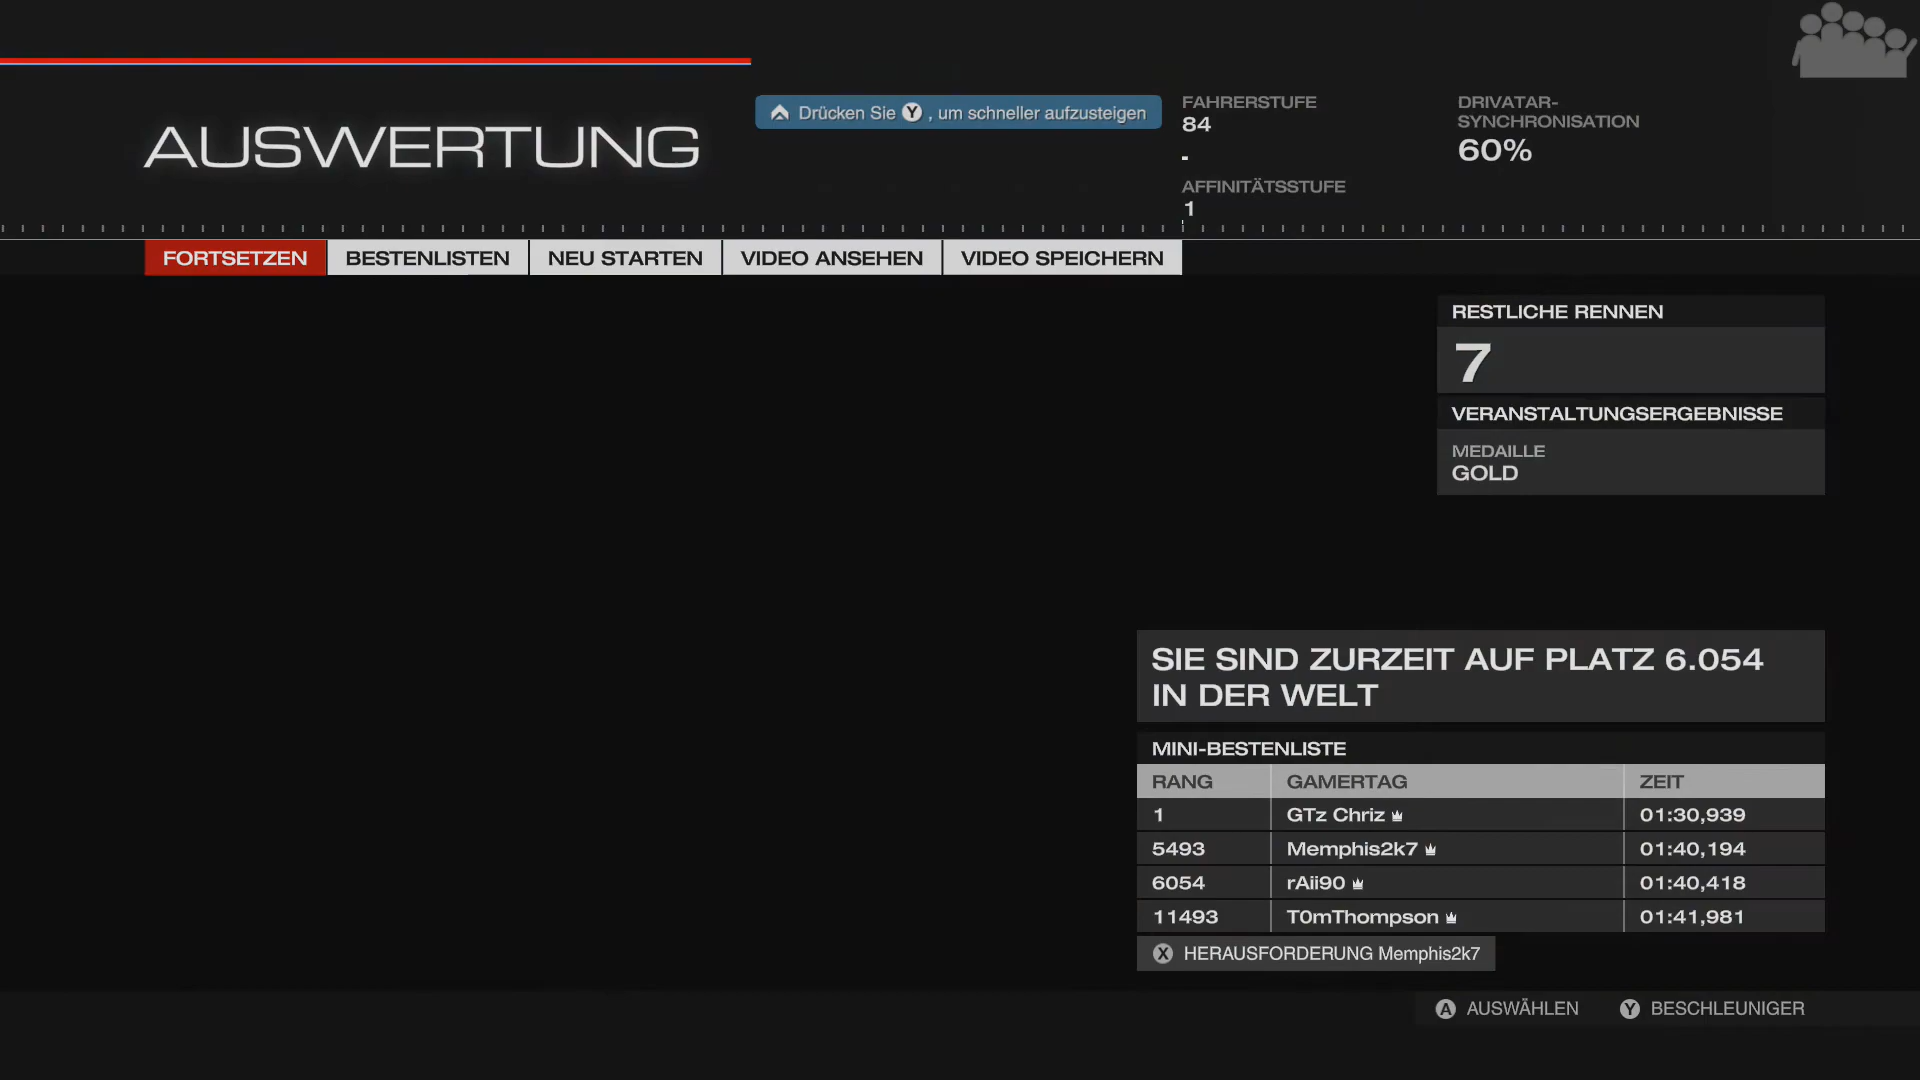 AUSWERTUNG
Drücken Sie Y , um schneller aufzusteigen
FAHRERSTUFE
84
-
AFFINITÄTSSTUFE
1
DRIVATAR-
SYNCHRONISATION
60%
FORTSETZEN BESTENLISTEN NEU STARTEN VIDEO ANSEHEN VIDEO SPEICHERN
RESTLICHE RENNEN
7
VERANSTALTUNGSERGEBNISSE
MEDAILLE
GOLD
SIE SIND ZURZEIT AUF PLATZ 6.054
IN DER WELT
MINI-BESTENLISTE
RANG GAMERTAG ZEIT
1 GTz Chriz 01:30,939
5493 Memphis2k7 01:40,194
6054 rAii90 01:40,418
11493 T0mThompson 01:41,981
X HERAUSFORDERUNG Memphis2k7
A AUSWÄHLEN Y BESCHLEUNIGER